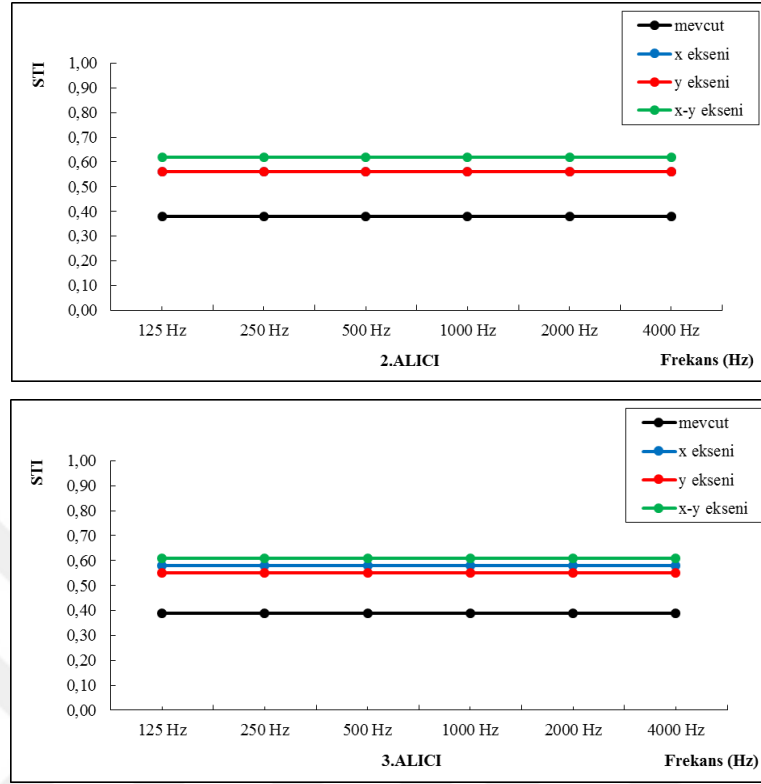 mevcut
x ekseni
y ekseni
x-y ekseni
STI
1,00
0,90
0,80
0,70
0,60
0,50
0,40
0,30
0,20
0,10
0,00
125 Hz 250 Hz 500 Hz 1000 Hz 2000 Hz 4000 Hz
2.ALICI Frekans (Hz)
mevcut
x ekseni
y ekseni
x-y ekseni
STI
1,00
0,90
0,80
0,70
0,60
0,50
0,40
0,30
0,20
0,10
0,00
125 Hz 250 Hz 500 Hz 1000 Hz 2000 Hz 4000 Hz
3.ALICI Frekans (Hz)